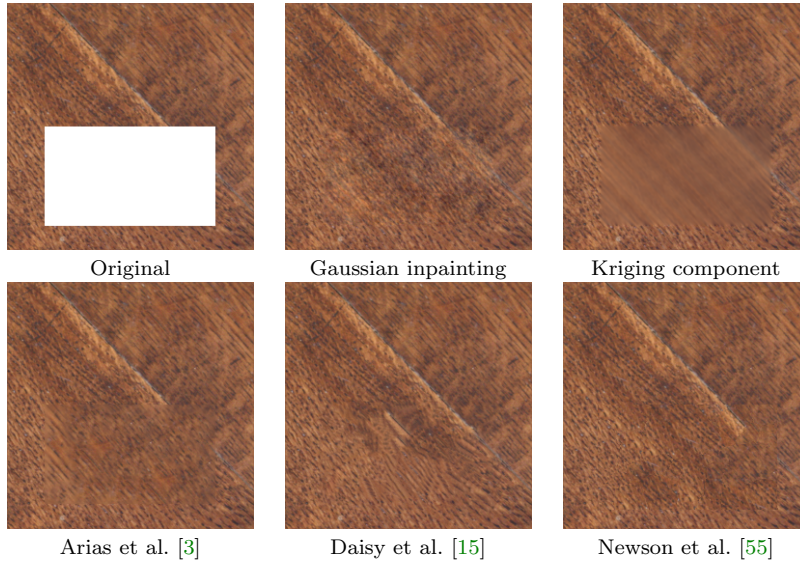 Original Gaussian inpainting Kriging component
Arias et al. [3] Daisy et al. [15] Newson et al. [55]